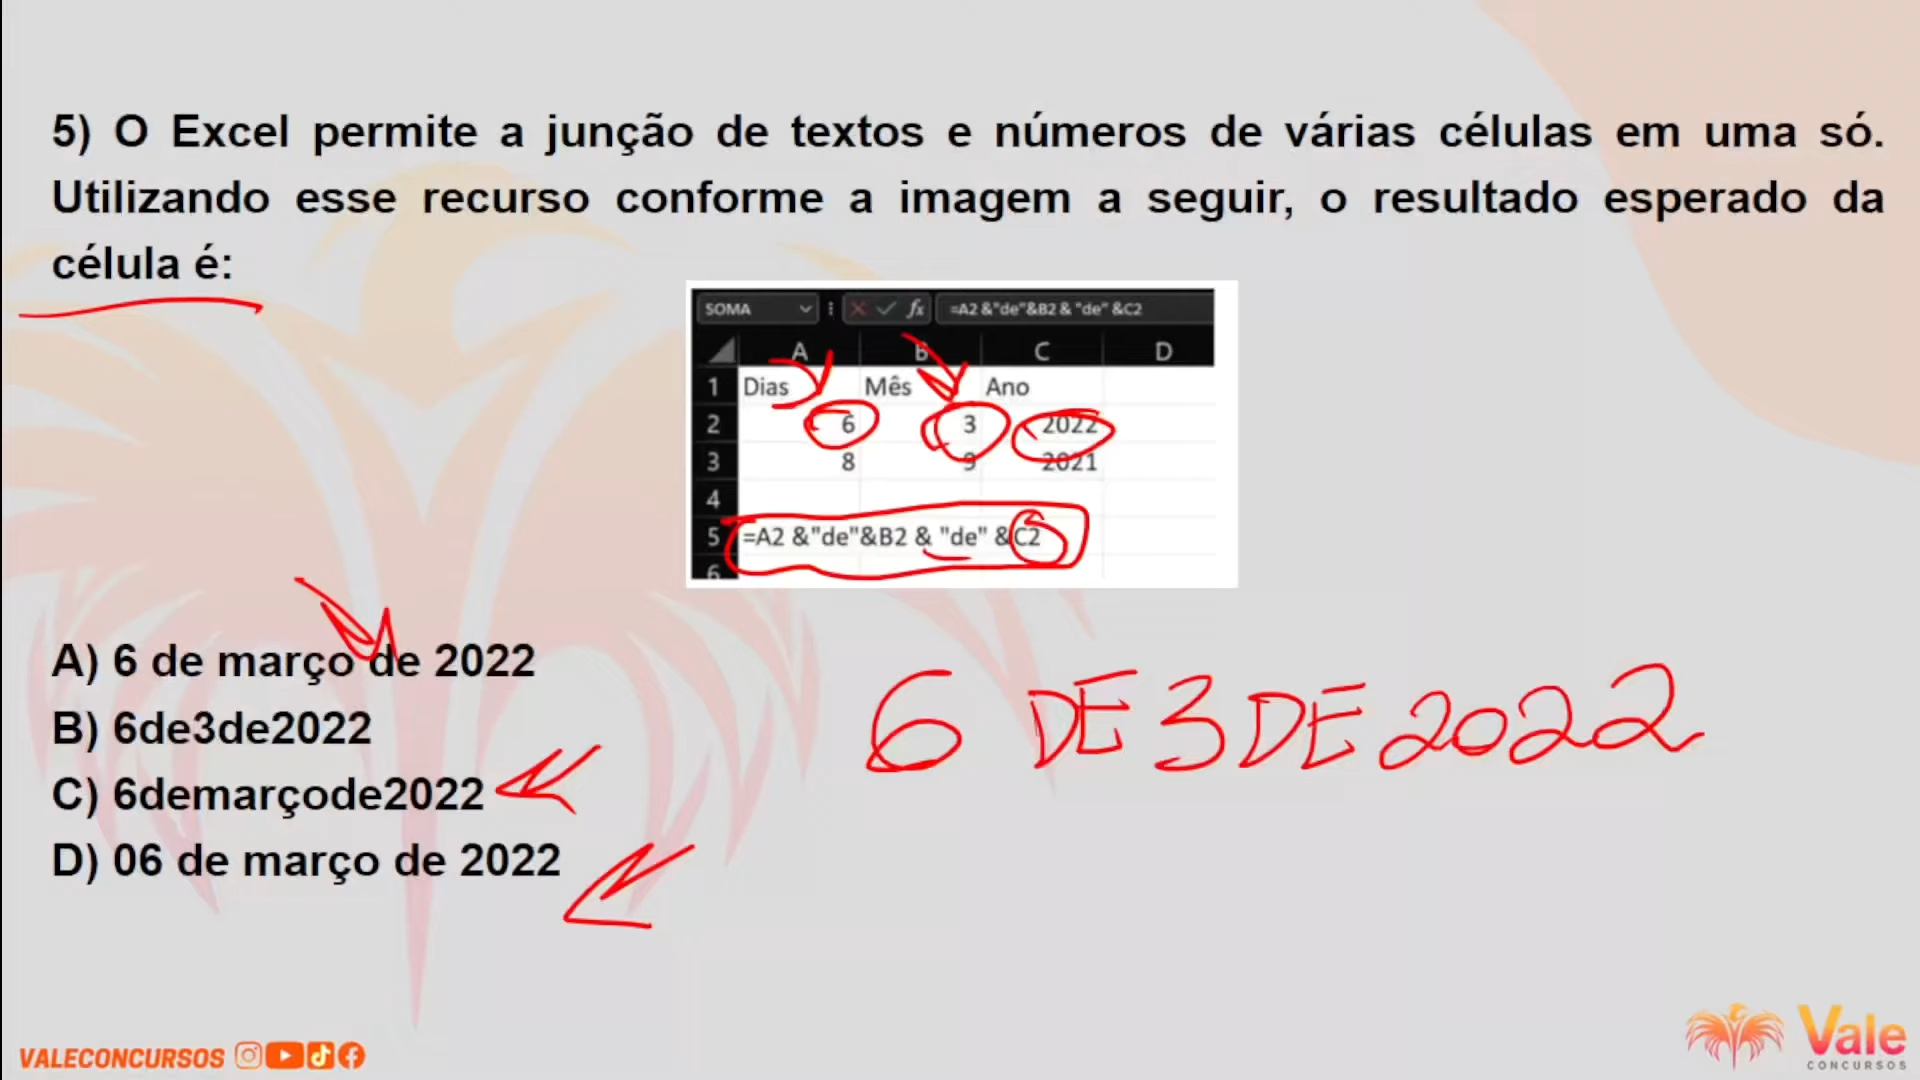 5) O Excel permite a junção de textos e números de várias células em uma só.
Utilizando esse recurso conforme a imagem a seguir, o resultado esperado da
célula é:
SOMA fx =A2 &"de"&B2 & "de" &C2
A B C D
1 Dias Mês Ano
2 6 3 2022
3 8 9 2021
4
5 =A2 &"de"&B2 & "de" &C2
6
A) 6 de março de 2022
B) 6de3de2022
C) 6demarçode2022
D) 06 de março de 2022
6 DE 3 DE 2022
VALECONCURSOS
Vale
CONCURSOS